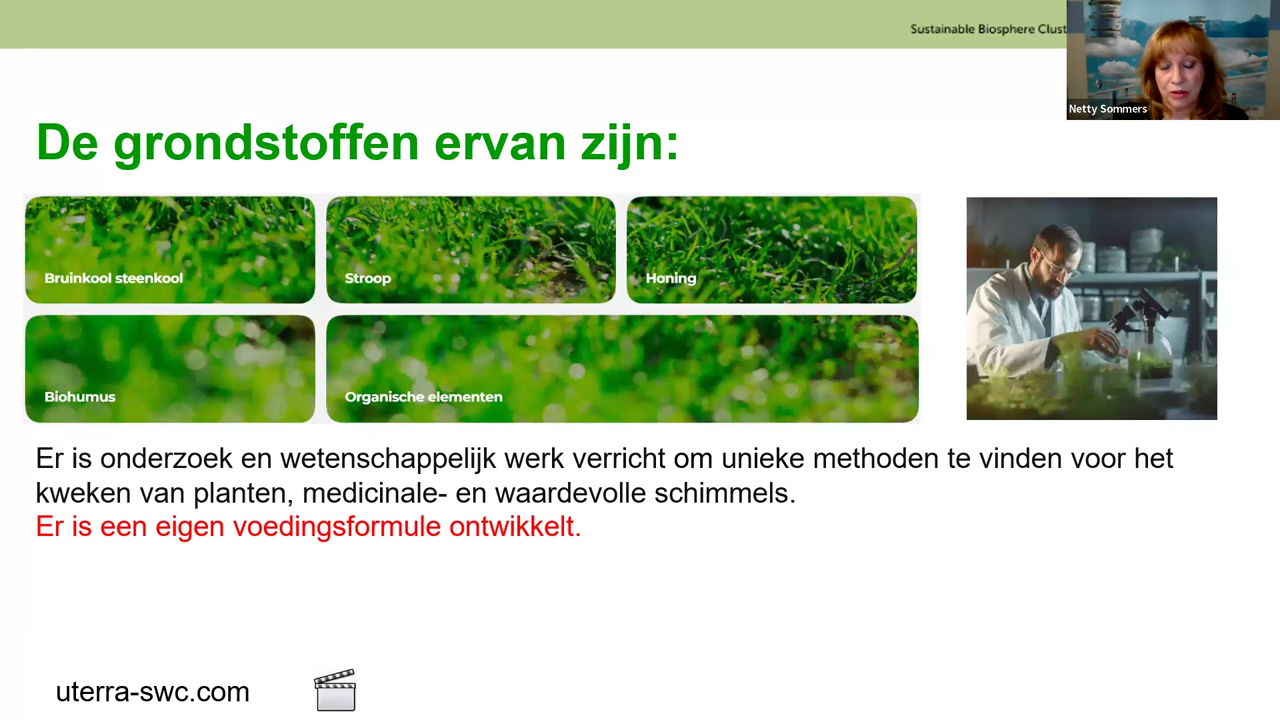 Sustainable Biosphere
Netty Sommers
De grondstoffen ervan zijn:
Bruinkool steenkool
Stroop
Honing
Biohumus
Organische elementen
Er is onderzoek en wetenschappelijk werk verricht om unieke methoden te vinden voor het
kweken van planten, medicinale- en waardevolle schimmels.
Er is een eigen voedingsformule ontwikkelt.
uterra-swc.com